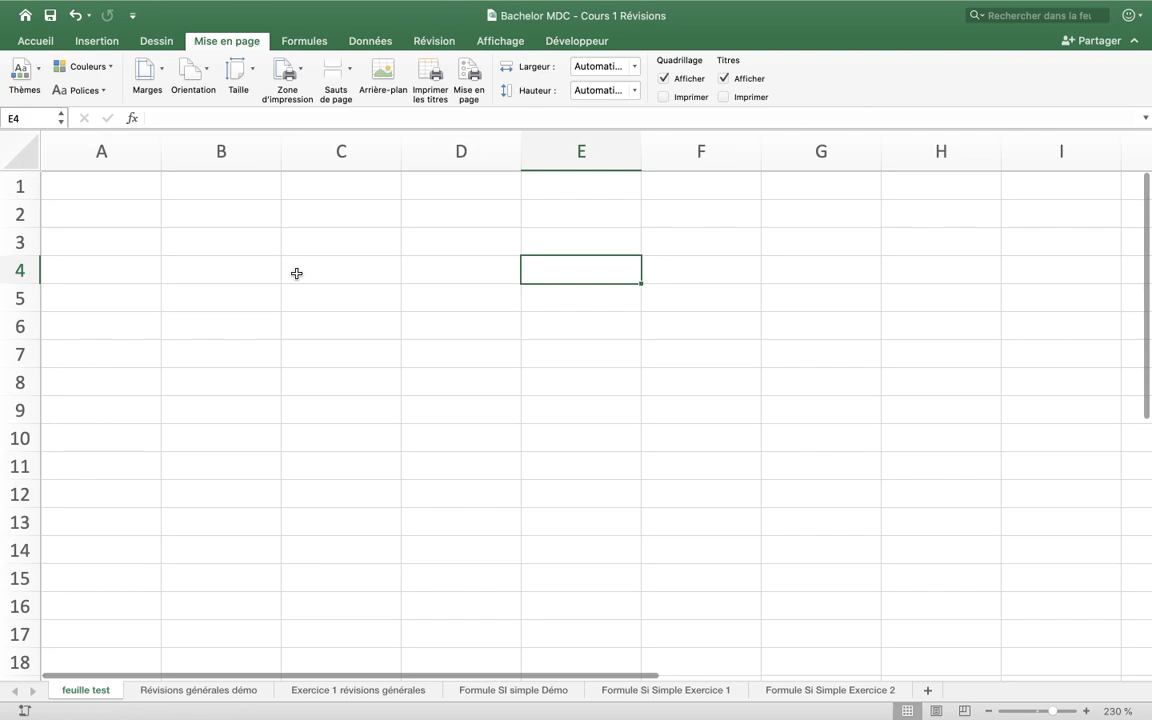 Bachelor MDC - Cours 1 Révisions
Accueil Insertion Dessin Mise en page Formules Données Révision Affichage Développeur Partager
Aa Couleurs Largeur : Automati... Quadrillage Titres
Afficher Afficher
Thèmes Aa Polices Marges Orientation Taille Zone d'impression Sauts de page Arrière-plan Imprimer les titres Mise en page Hauteur : Automati...
Imprimer Imprimer
E4 fx
A B C D E F G H I
1
2
3
4
5
6
7
8
9
10
11
12
13
14
15
16
17
18
feuille test Révisions générales démo Exercice 1 révisions générales Formule SI simple Démo Formule Si Simple Exercice 1 Formule Si Simple Exercice 2 +
230 %